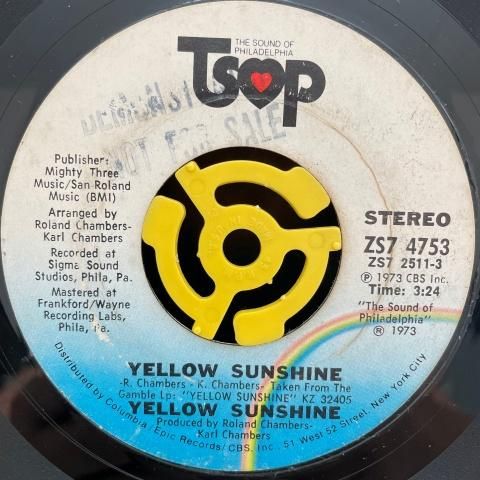 THE SOUND OF
PHILADELPHIA
TSOP
NOT FOR SALE
Publisher:
Mighty Three
Music/San Roland
Music (BMI)
Arranged by
Roland Chambers-
Karl Chambers
Recorded at
Sigma Sound
Studios, Phila, Pa.
Mastered at
Frankford/Wayne
Recording Labs,
Phila, Pa.
STEREO
ZS7 4753
ZS7 2511-3
Ⓟ 1973 CBS Inc.
Time: 3:24
"The Sound of
Philadelphia"
® 1973
YELLOW SUNSHINE
-R. Chambers - K. Chambers- Taken From The
Gamble Lp: "YELLOW SUNSHINE" KZ 32405
YELLOW SUNSHINE
Produced by Roland Chambers-
Karl Chambers
Distributed by Columbia, Epic Records/CBS, Inc., 51 West 52 Street, New York City